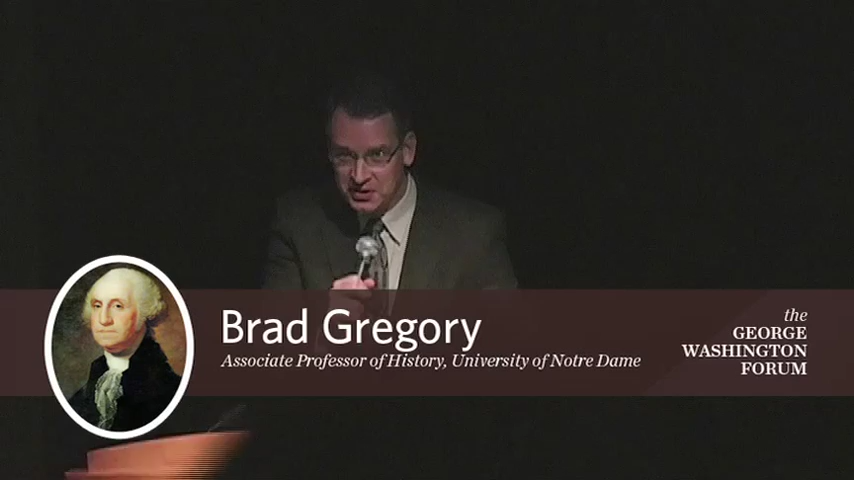 Brad Gregory
Associate Professor of History, University of Notre Dame
the
GEORGE
WASHINGTON
FORUM